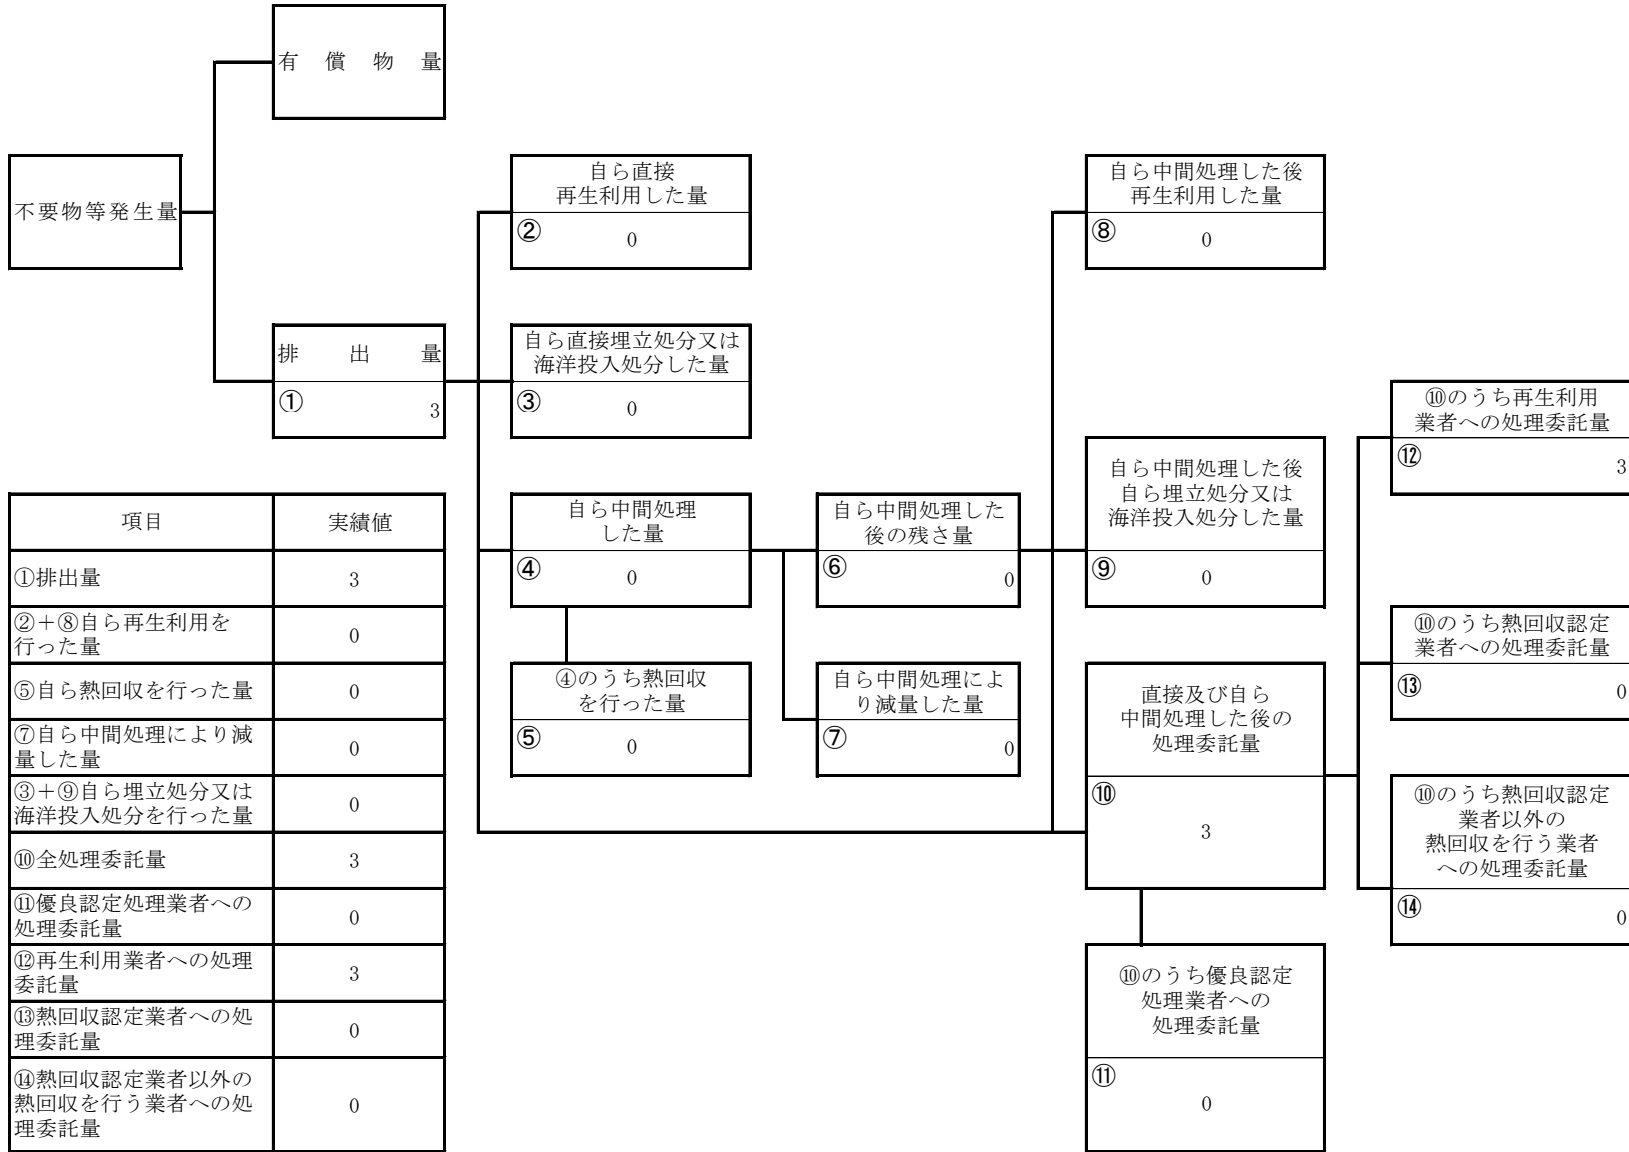 有償物量
不要物等発生量
排出量
① 3
自ら直接
再生利用した量
② 0
自ら直接埋立処分又は
海洋投入処分した量
③ 0
自ら中間処理
した量
④ 0
④のうち熱回収
を行った量
⑤ 0
自ら中間処理した
後の残さ量
⑥ 0
自ら中間処理によ
り減量した量
⑦ 0
自ら中間処理した後
再生利用した量
⑧ 0
自ら中間処理した後
自ら埋立処分又は
海洋投入処分した量
⑨ 0
直接及び自ら
中間処理した後の
処理委託量
⑩
3
⑩のうち優良認定
処理業者への
処理委託量
⑪
0
⑩のうち再生利用
業者への処理委託量
⑫ 3
⑩のうち熱回収認定
業者への処理委託量
⑬ 0
⑩のうち熱回収認定
業者以外の
熱回収を行う業者
への処理委託量
⑭ 0
項目 実績値
①排出量 3
②+⑧自ら再生利用を
行った量 0
⑤自ら熱回収を行った量 0
⑦自ら中間処理により減
量した量 0
③+⑨自ら埋立処分又は
海洋投入処分を行った量 0
⑩全処理委託量 3
⑪優良認定処理業者への
処理委託量 0
⑫再生利用業者への処理
委託量 3
⑬熱回収認定業者への処
理委託量 0
⑭熱回収認定業者以外の
熱回収を行う業者への処
理委託量 0